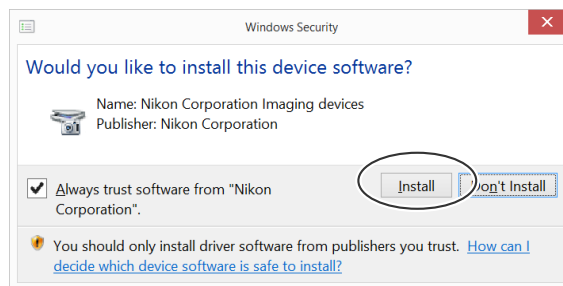 Windows Security
Would you like to install this device software?
Name: Nikon Corporation Imaging devices
Publisher: Nikon Corporation
Always trust software from "Nikon
Corporation".
Install
Don't Install
You should only install driver software from publishers you trust. How can I
decide which device software is safe to install?